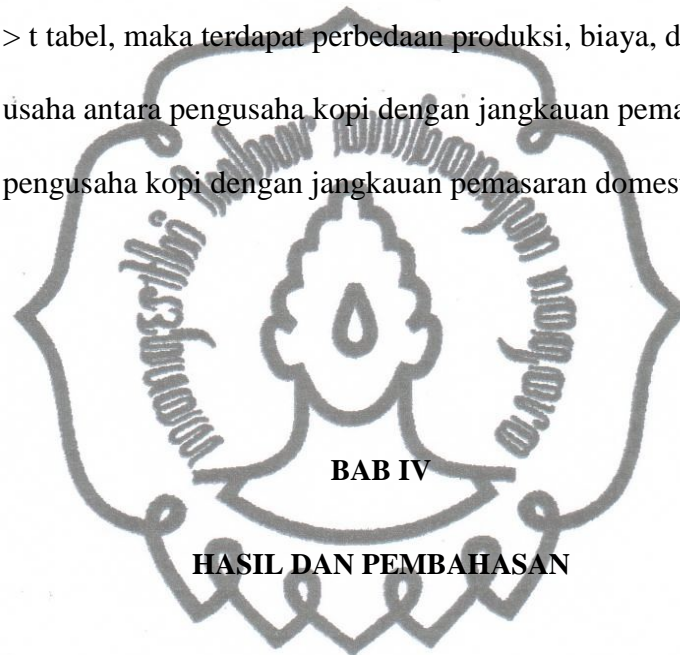 > t tabel, maka terdapat perbedaan produksi, biaya, d
usaha antara pengusaha kopi dengan jangkauan pema
pengusaha kopi dengan jangkauan pemasaran domes
BAB IV
HASIL DAN PEMBAHASAN